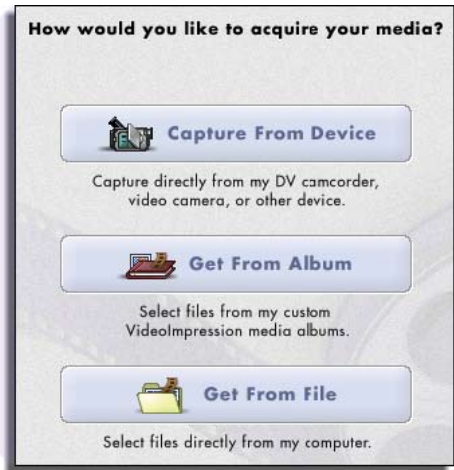 How would you like to acquire your media?
Capture From Device
Capture directly from my DV camcorder,
video camera, or other device.
Get From Album
Select files from my custom
VideoImpression media albums.
Get From File
Select files directly from my computer.